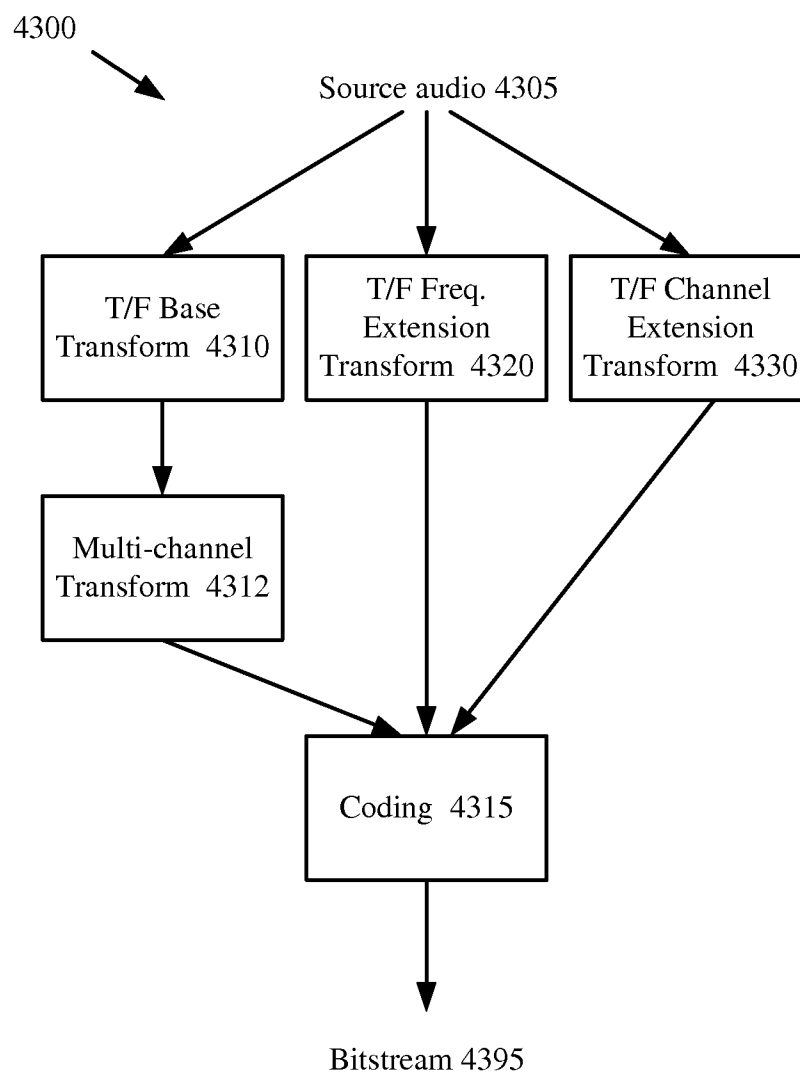 4300
Source audio 4305
T/F Base
Transform 4310
T/F Freq.
Extension
Transform 4320
T/F Channel
Extension
Transform 4330
Multi-channel
Transform 4312
Coding 4315
Bitstream 4395